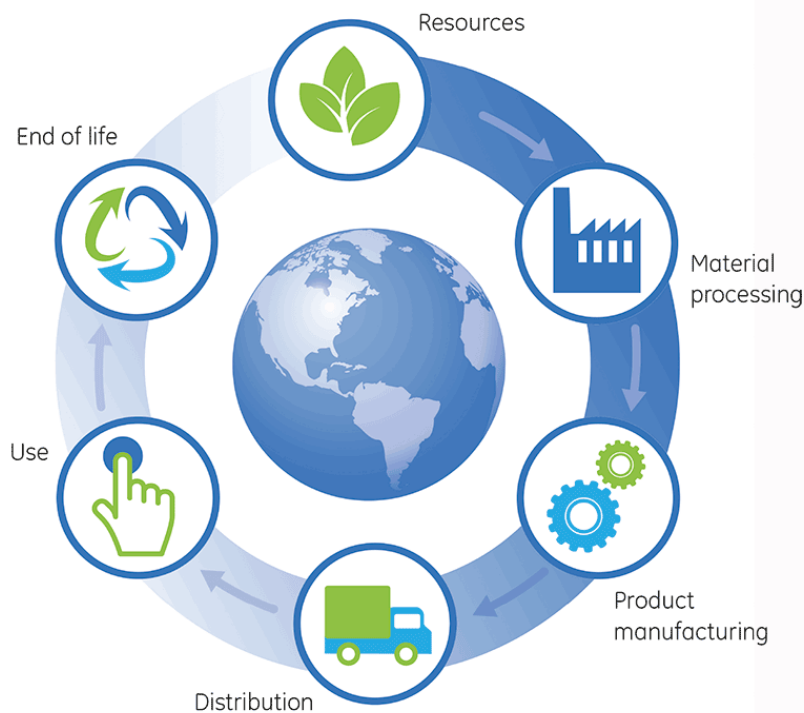 Resources
Material
processing
Product
manufacturing
Distribution
Use
End of life